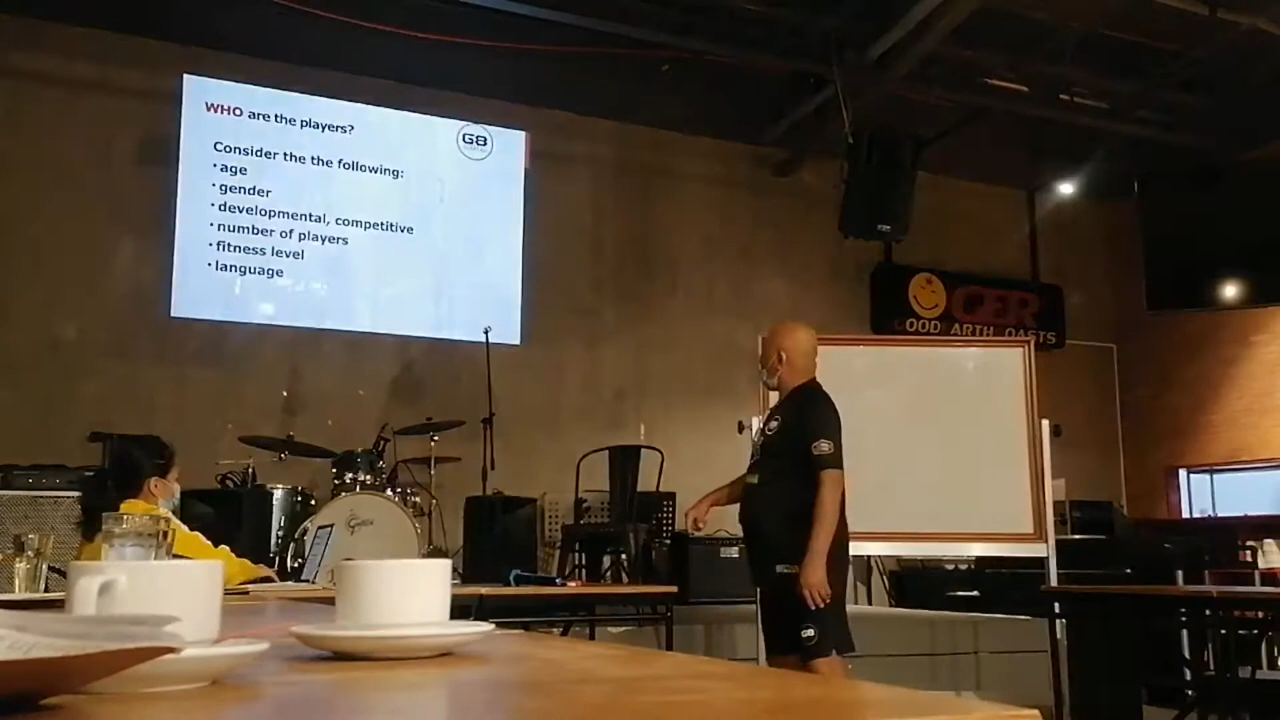 WHO are the players?
G8
Consider the the following:
• age
• gender
• developmental, competitive
• number of players
• fitness level
• language
GER
OOD ARTH OASTS
Gretsch
G8